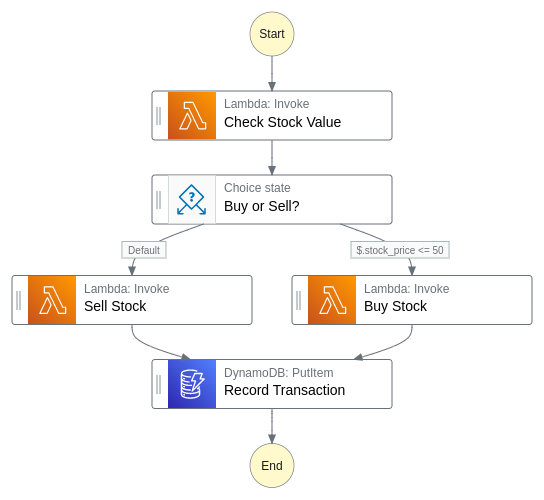 Start
Lambda: Invoke
Check Stock Value
Choice state
Buy or Sell?
Default
$.stock_price <= 50
Lambda: Invoke
Sell Stock
Lambda: Invoke
Buy Stock
DynamoDB: PutItem
Record Transaction
End